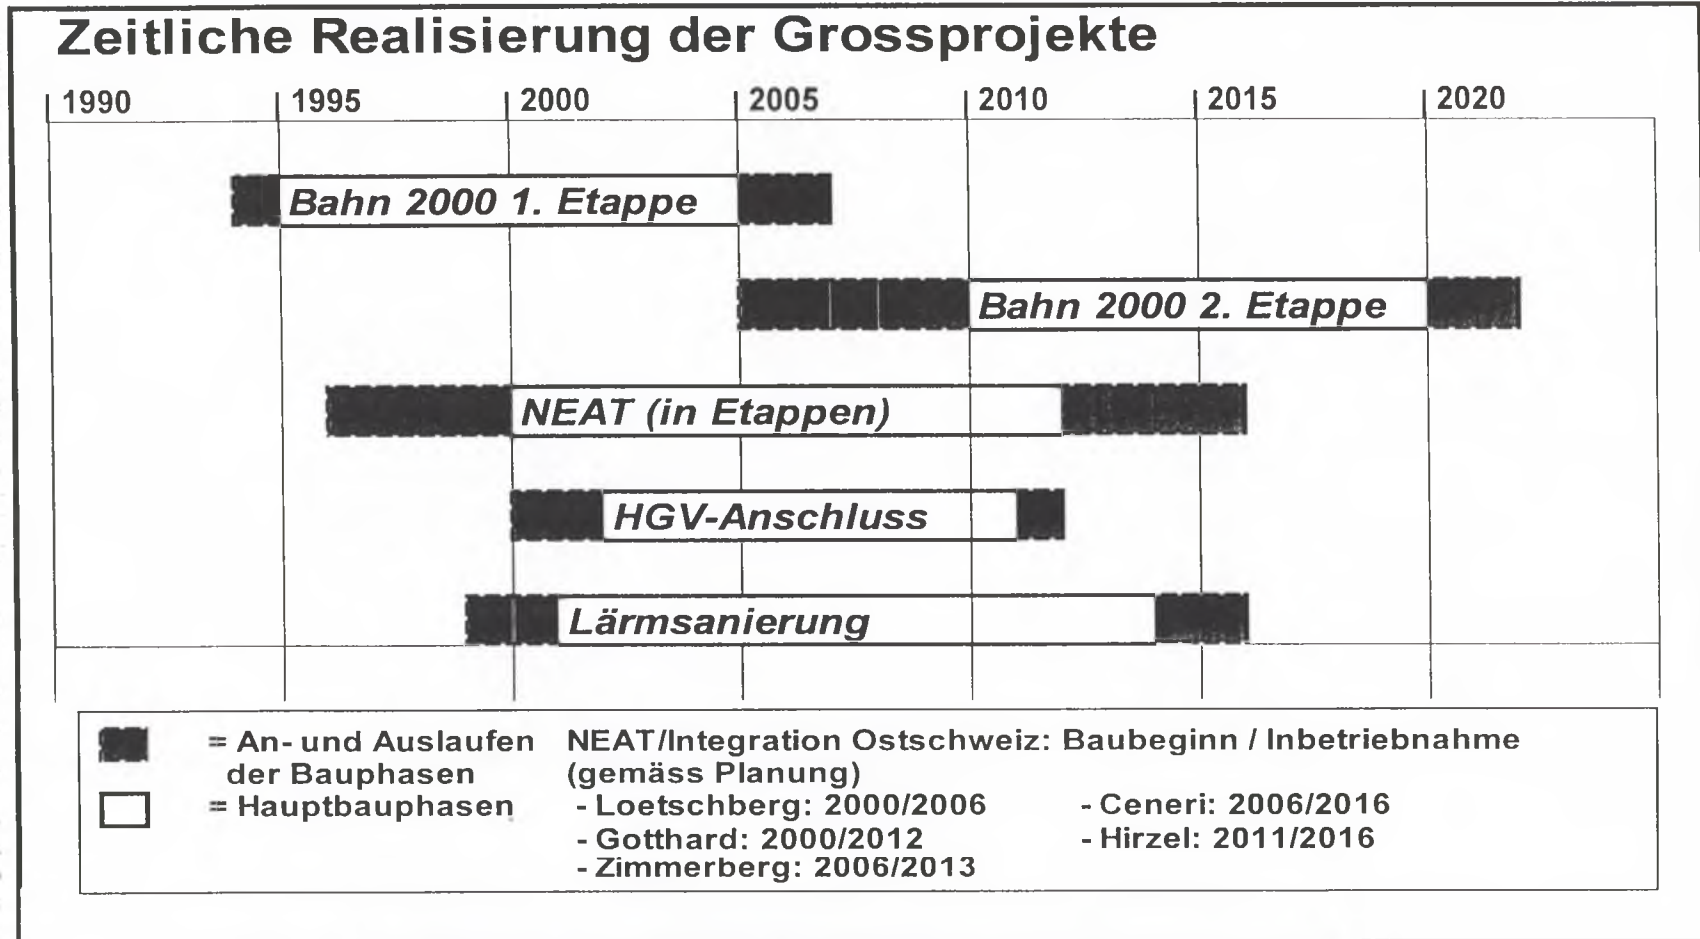 Zeitliche Realisierung der Grossprojekte
1990 1995 2000 2005 2010 2015 2020
Bahn 2000 1. Etappe
Bahn 2000 2. Etappe
NEAT (in Etappen)
HGV-Anschluss
Lärmsanierung
= An- und Auslaufen
der Bauphasen
= Hauptbauphasen
NEAT/Integration Ostschweiz: Baubeginn / Inbetriebnahme
(gemäss Planung)
- Loetschberg: 2000/2006
- Gotthard: 2000/2012
- Zimmerberg: 2006/2013
- Ceneri: 2006/2016
- Hirzel: 2011/2016